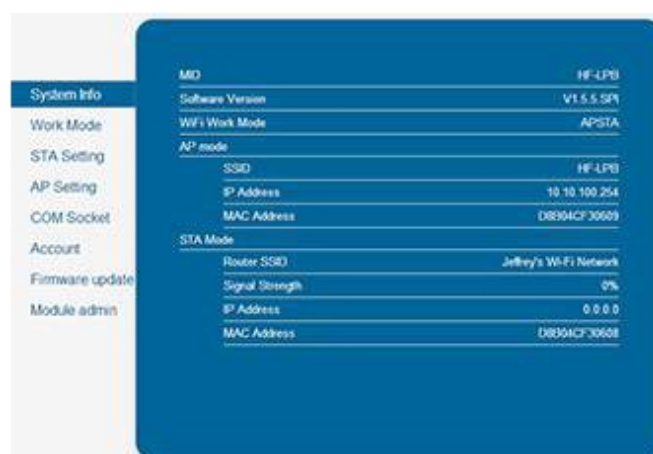 System Info
Work Mode
STA Setting
AP Setting
COM Socket
Account
Firmware update
Module admin
MID HF-LPB
Software Version V1.5.5.SPI
WiFi Work Mode APSTA
AP mode
SSID HF-LPB
IP Address 10.10.100.254
MAC Address D8B04CF30609
STA Mode
Router SSID Jeffrey's Wi-Fi Network
Signal Strength 0%
IP Address 0.0.0.0
MAC Address D8B04CF30608